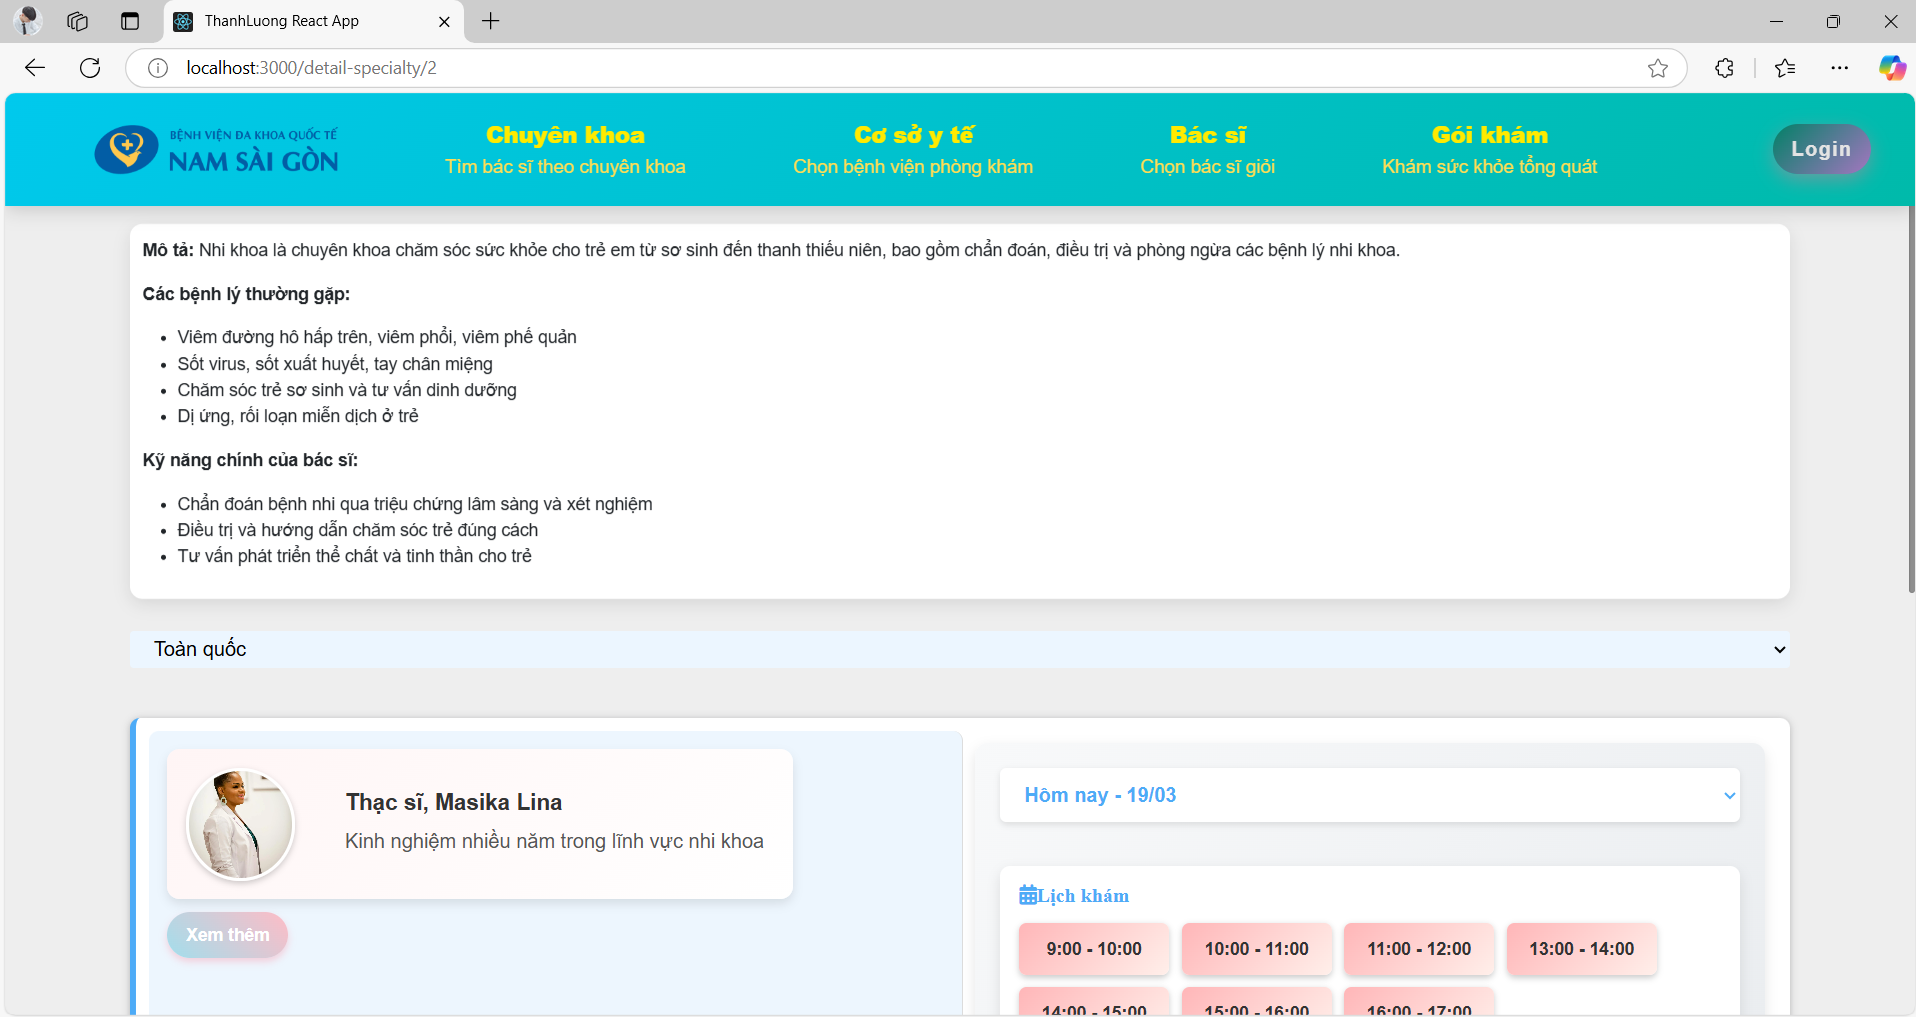 ThanhLuong React App
localhost:3000/detail-specialty/2
BỆNH VIỆN ĐA KHOA QUỐC TẾ
NAM SÀI GÒN
Chuyên khoa
Tìm bác sĩ theo chuyên khoa
Cơ sở y tế
Chọn bệnh viện phòng khám
Bác sĩ
Chọn bác sĩ giỏi
Gói khám
Khám sức khỏe tổng quát
Login
Mô tả: Nhi khoa là chuyên khoa chăm sóc sức khỏe cho trẻ em từ sơ sinh đến thanh thiếu niên, bao gồm chẩn đoán, điều trị và phòng ngừa các bệnh lý nhi khoa.
Các bệnh lý thường gặp:
• Viêm đường hô hấp trên, viêm phổi, viêm phế quản
• Sốt virus, sốt xuất huyết, tay chân miệng
• Chăm sóc trẻ sơ sinh và tư vấn dinh dưỡng
• Dị ứng, rối loạn miễn dịch ở trẻ
Kỹ năng chính của bác sĩ:
• Chẩn đoán bệnh nhi qua triệu chứng lâm sàng và xét nghiệm
• Điều trị và hướng dẫn chăm sóc trẻ đúng cách
• Tư vấn phát triển thể chất và tinh thần cho trẻ
Toàn quốc
Thạc sĩ, Masika Lina
Kinh nghiệm nhiều năm trong lĩnh vực nhi khoa
Xem thêm
Hôm nay - 19/03
Lịch khám
9:00 - 10:00
10:00 - 11:00
11:00 - 12:00
13:00 - 14:00
14:00 - 15:00
15:00 - 16:00
16:00 - 17:00